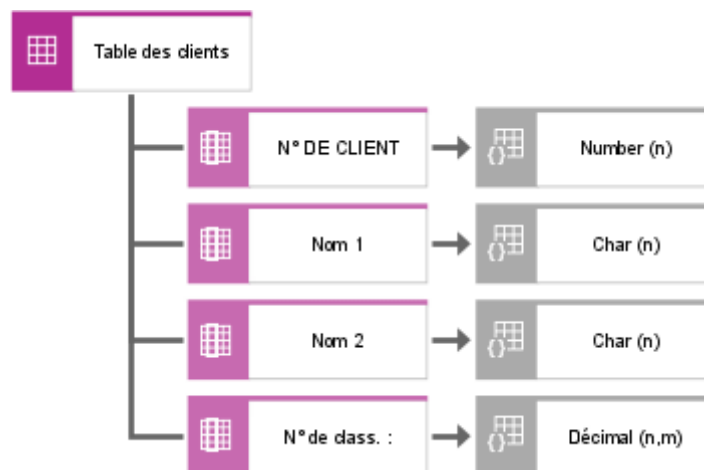 Table des clients
N° DE CLIENT
Number (n)
Nom 1
Char (n)
Nom 2
Char (n)
N° de class. :
Décimal (n,m)